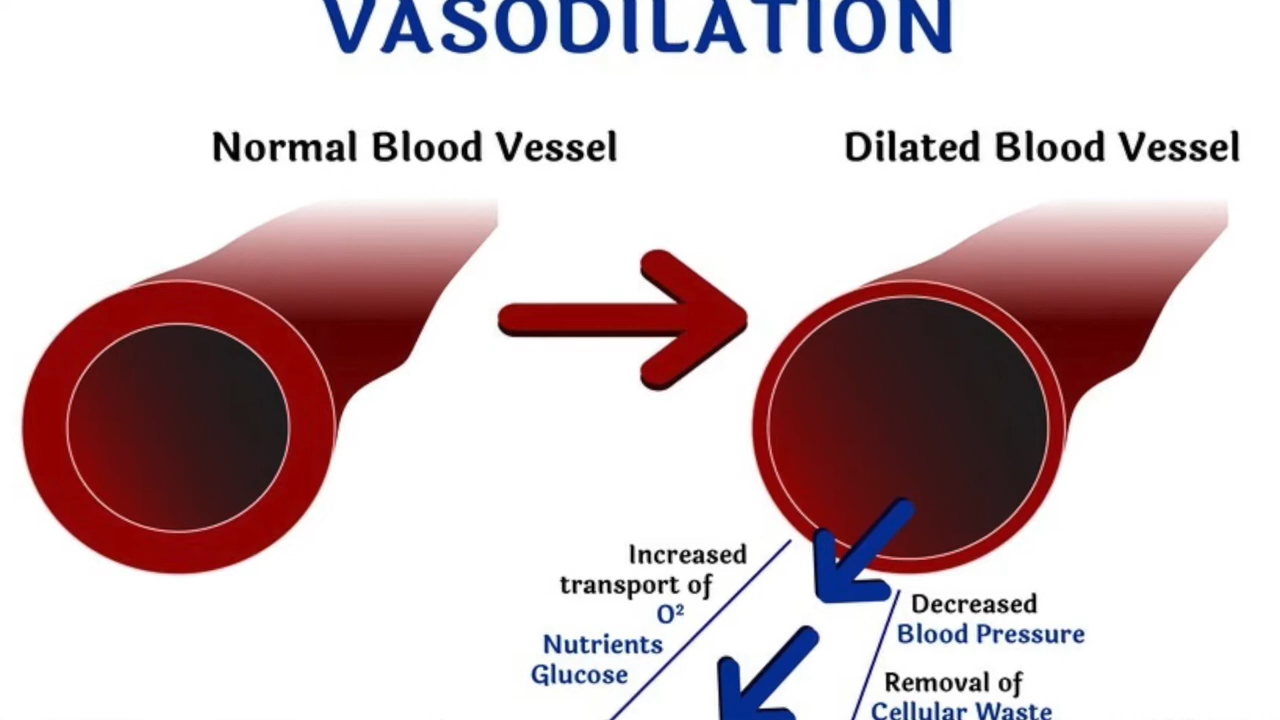 VASODILATION
Normal Blood Vessel
Dilated Blood Vessel
Increased
transport of
O²
Nutrients
Glucose
Decreased
Blood Pressure
Removal of
Cellular Waste